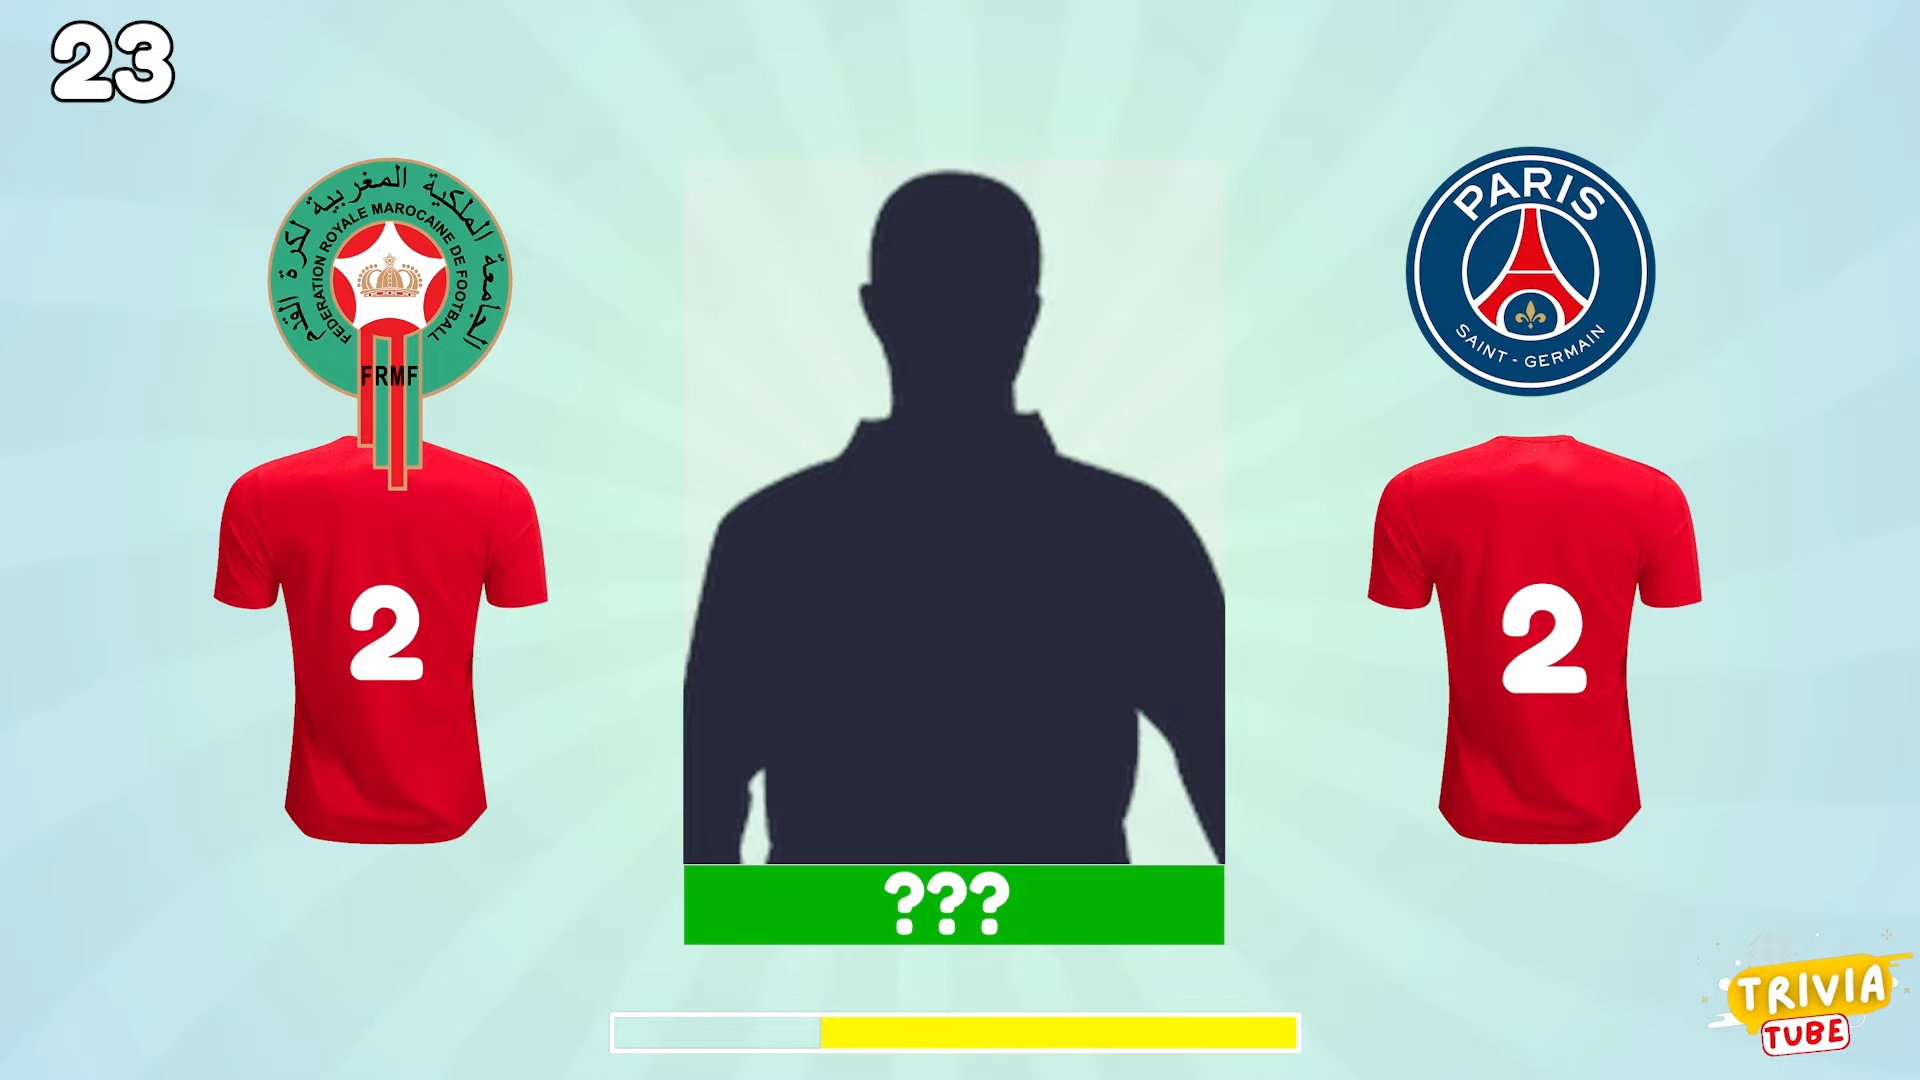 23
الجامعة الملكية المغربية لكرة القدم
FEDERATION ROYALE MAROCAINE DE FOOTBALL
FRMF
PARIS
SAINT - GERMAIN
2
2
???
TRIVIA
TUBE